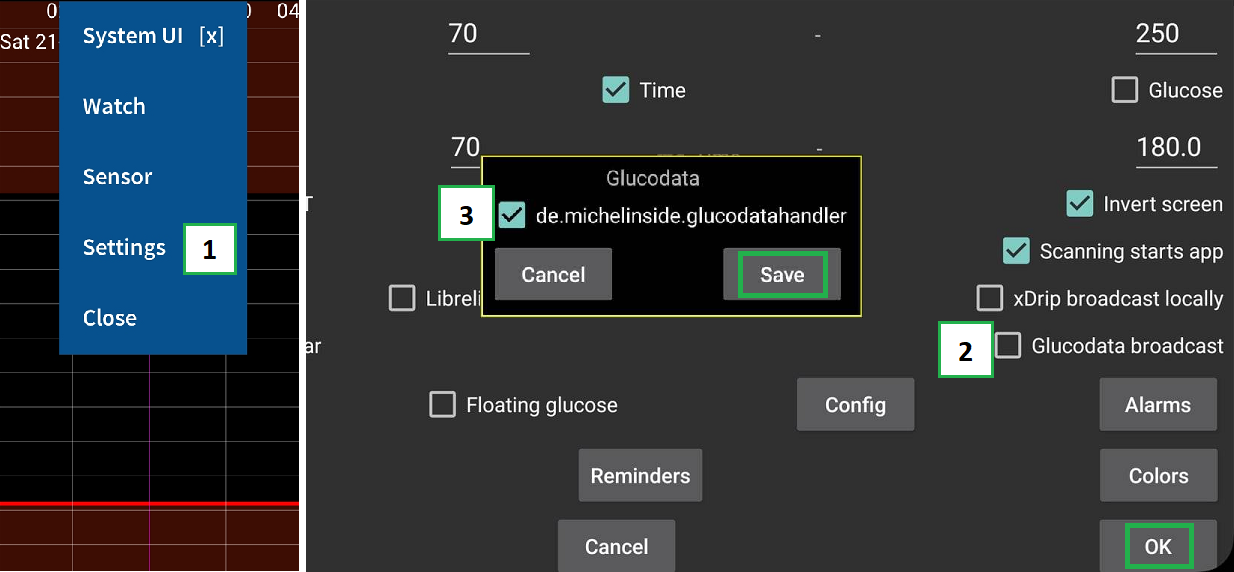 04
Sat 21
System UI [x]
Watch
Sensor
Settings
1
Close
70
-
250
Time
Glucose
70
-
180.0
Glucodata
3
de.michelinside.glucodatahandler
Invert screen
Cancel
Save
Scanning starts app
Libreli
xDrip broadcast locally
ar
2
Glucodata broadcast
Floating glucose
Config
Alarms
Reminders
Colors
Cancel
OK